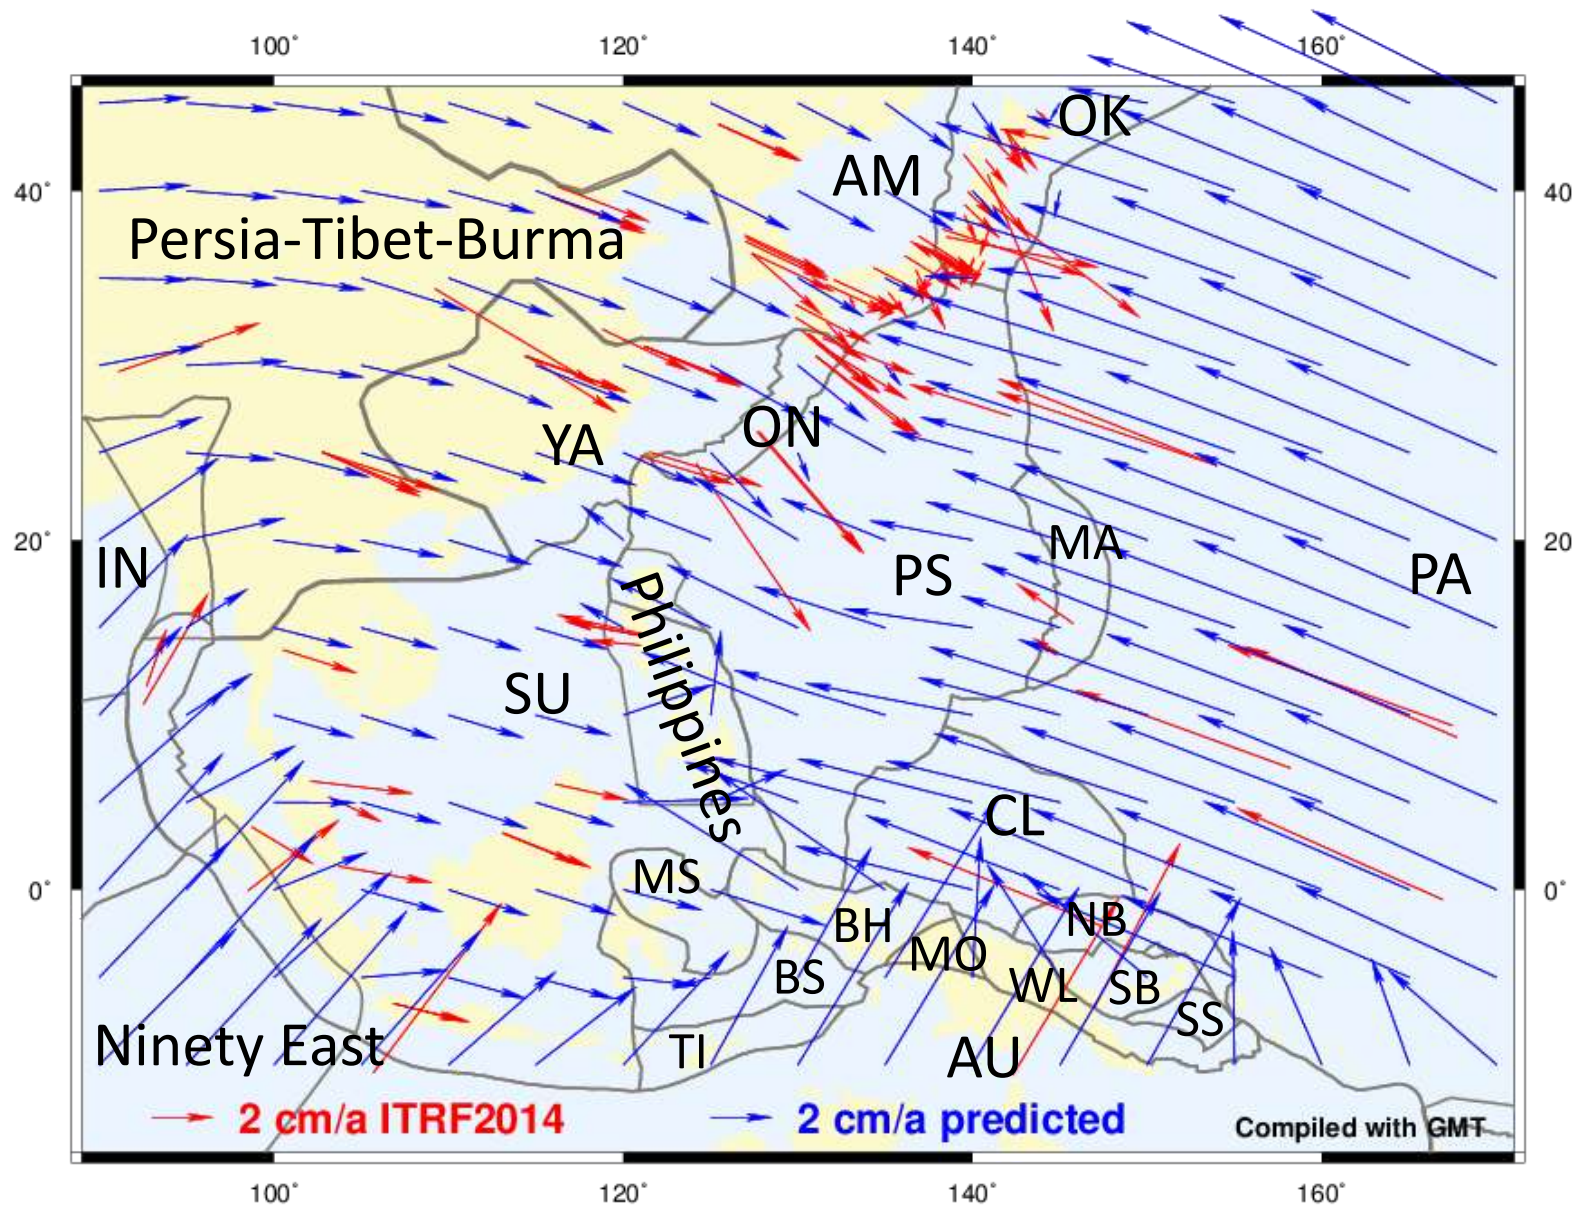 100° 120° 140° 160°
OK
AM
40° 40
Persia-Tibet-Burma
ON
YA
20° 20
IN MA
PS PA
Philippines
SU
CL
MS
0° 0°
NB
BH
MO
BS WL SB
SS
Ninety East TI AU
2 cm/a ITRF2014 2 cm/a predicted Compiled with GMT
100° 120° 140° 160°